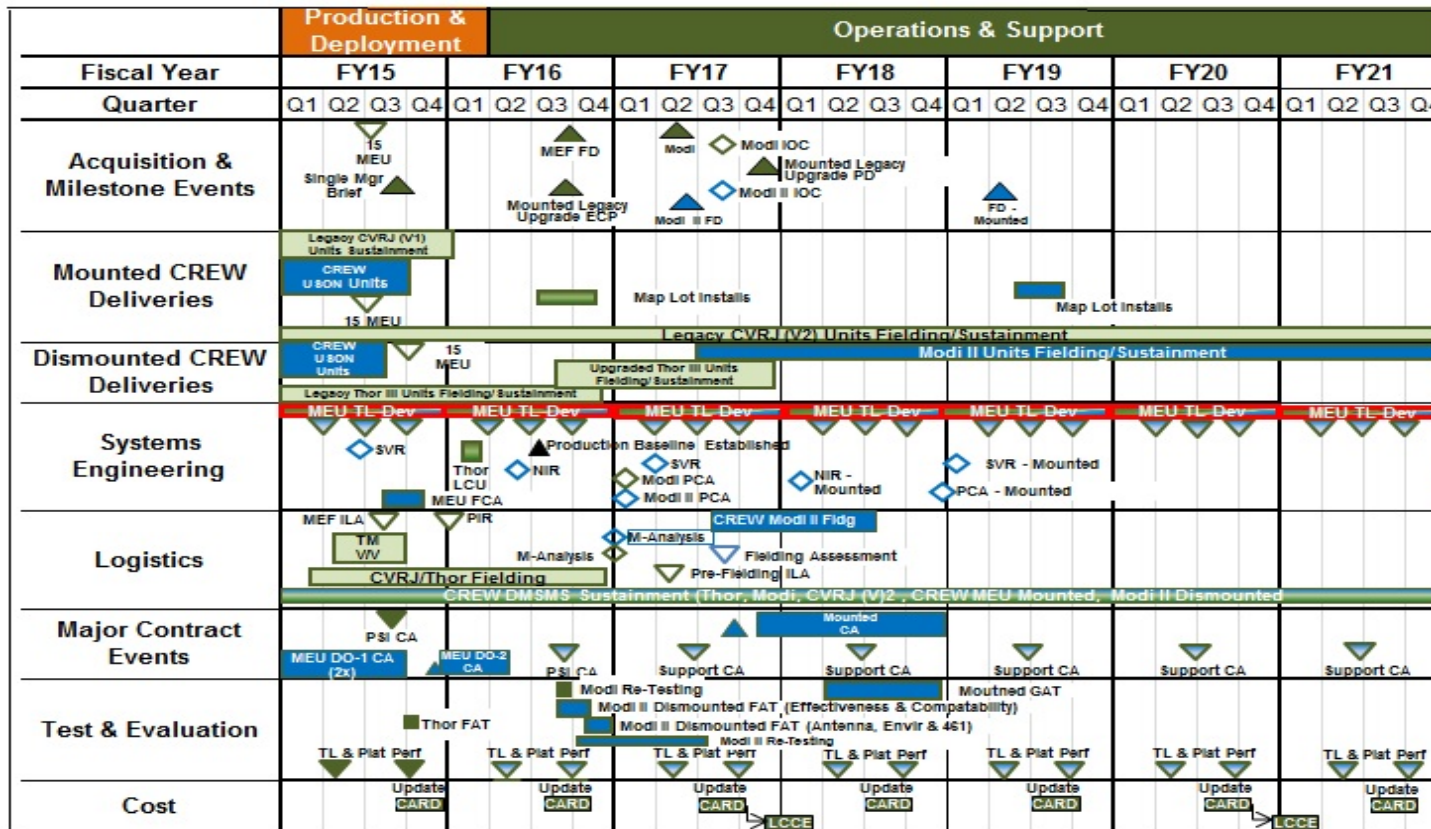 Production &
Deployment
Operations & Support
Fiscal Year
FY15 FY16 FY17 FY18 FY19 FY20 FY21
Quarter
Q1 Q2 Q3 Q4 Q1 Q2 Q3 Q4 Q1 Q2 Q3 Q4 Q1 Q2 Q3 Q4 Q1 Q2 Q3 Q4 Q1 Q2 Q3 Q4 Q1 Q2 Q3 Q4
Acquisition &
Milestone Events
15
MEU
Single Mgr
Brief
MEF FD
Mounted Legacy
Upgrade ECP
Modi
Modi IOC
Mounted Legacy
Upgrade PD
Modi II IOC
Modi II FD
FD -
Mounted
Mounted CREW
Deliveries
Legacy CVRJ (V1)
Units Sustainment
CREW
USON Units
15 MEU
Map Lot Installs
Map Lot Installs
Legacy CVRJ (V2) Units Fielding/Sustainment
Dismounted CREW
Deliveries
CREW
USON
Units
15
MEU
Modi II Units Fielding/Sustainment
Upgraded Thor III Units
Fielding/Sustainment
Legacy Thor III Units Fielding/Sustainment
Systems
Engineering
MEU TL Dev MEU TL Dev MEU TL Dev MEU TL Dev MEU TL Dev MEU TL Dev MEU TL Dev
SVR
Thor
LCU
MEU FCA
Production Baseline Established
NIR
SVR
Modi PCA
Modi II PCA
NIR -
Mounted
SVR - Mounted
PCA - Mounted
Logistics
MEF ILA
PIR
TM
V/V
CREW Modi II Fldg
M-Analysis
M-Analysis
Fielding Assessment
Pre-Fielding ILA
CVRJ/Thor Fielding
CREW DMSMS Sustainment (Thor, Modi, CVRJ (V)2 , CREW MEU Mounted, Modi II Dismounted
Major Contract
Events
PSI CA
MEU DO-1 CA
(2x)
MEU DO-2
CA
PSI CA
Mounted
CA
Support CA Support CA Support CA Support CA Support CA
Test & Evaluation
Modi Re-Testing
Moutned GAT
Modi II Dismounted FAT (Effectiveness & Compatability)
Thor FAT
Modi II Dismounted FAT (Antenna, Envir & 461)
Modi II Re-Testing
TL & Plat Perf TL & Plat Perf TL & Plat Perf TL & Plat Perf TL & Plat Perf TL & Plat Perf TL & Plat Perf
Cost
Update Update Update Update Update Update Update
CARD CARD CARD CARD CARD CARD CARD
LCCE LCCE